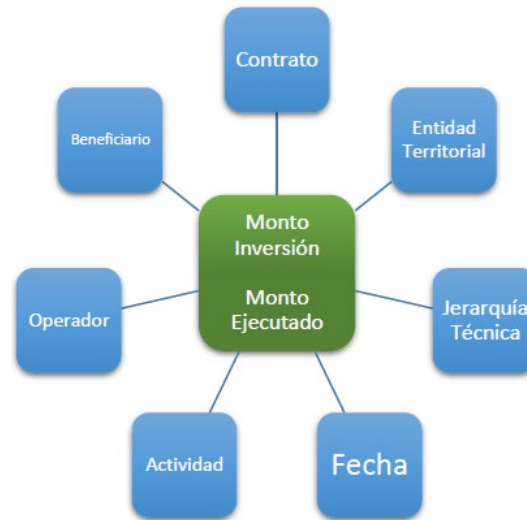 Contrato
Beneficiario
Entidad
Territorial
Monto
Inversión
Monto
Ejecutado
Operador
Jerarquía
Técnica
Actividad
Fecha